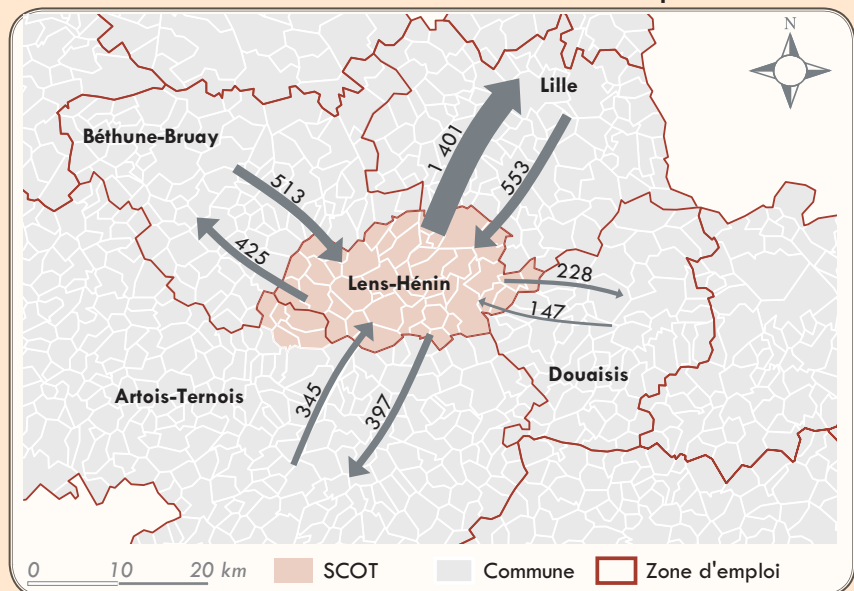 N
Lille
Béthune-Bruay
1 401
553
513
425
Lens-Hénin
228
147
Douaisis
Artois-Ternois
345
397
0 10 20 km
SCOT
Commune
Zone d'emploi